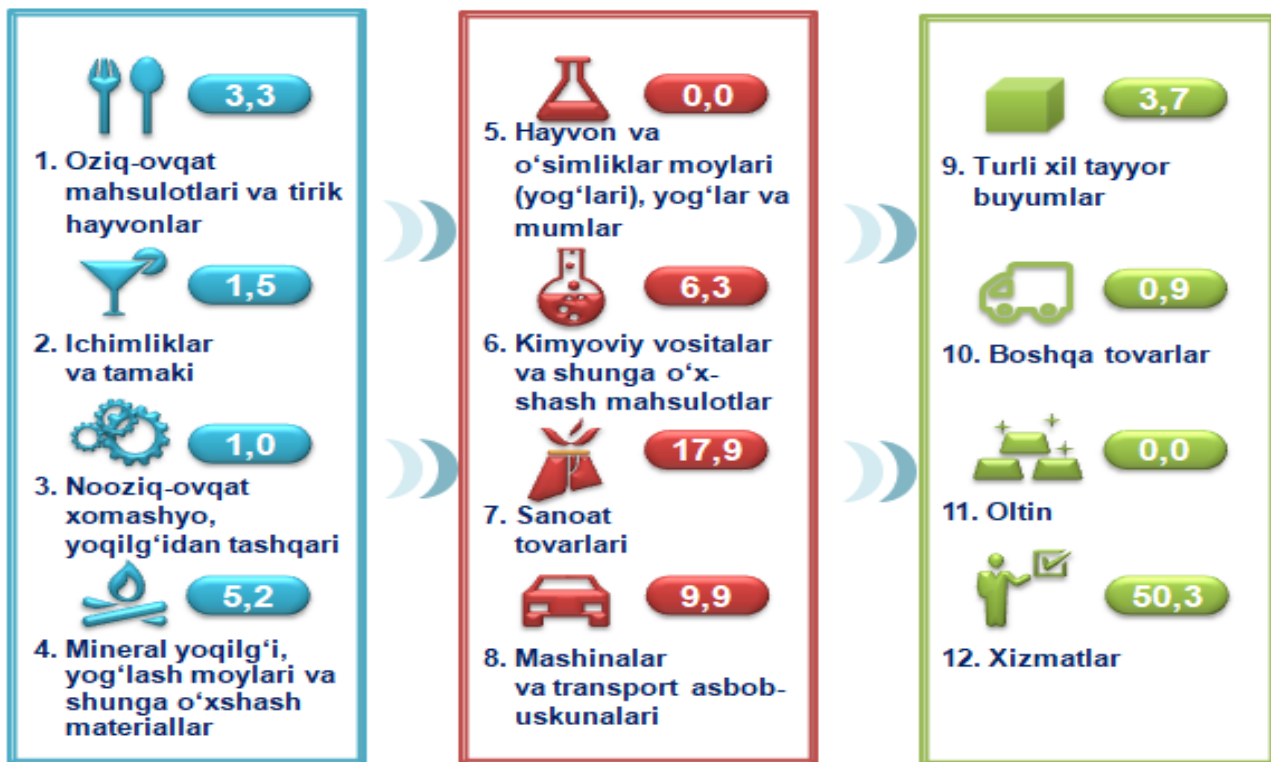 3,3
1. Oziq-ovqat
mahsulotlari va tirik
hayvonlar
1,5
2. Ichimliklar
va tamaki
1,0
3. Nooziq-ovqat
xomashyo,
yoqilg‘idan tashqari
5,2
4. Mineral yoqilg‘i,
yog‘lash moylari va
shunga o‘xshash
materiallar
0,0
5. Hayvon va
o‘simliklar moylari
(yog‘lari), yog‘lar va
mumlar
6,3
6. Kimyoviy vositalar
va shunga o‘x-
shash mahsulotlar
17,9
7. Sanoat
tovarlari
9,9
8. Mashinalar
va transport asbob-
uskunalari
3,7
9. Turli xil tayyor
buyumlar
0,9
10. Boshqa tovarlar
0,0
11. Oltin
50,3
12. Xizmatlar